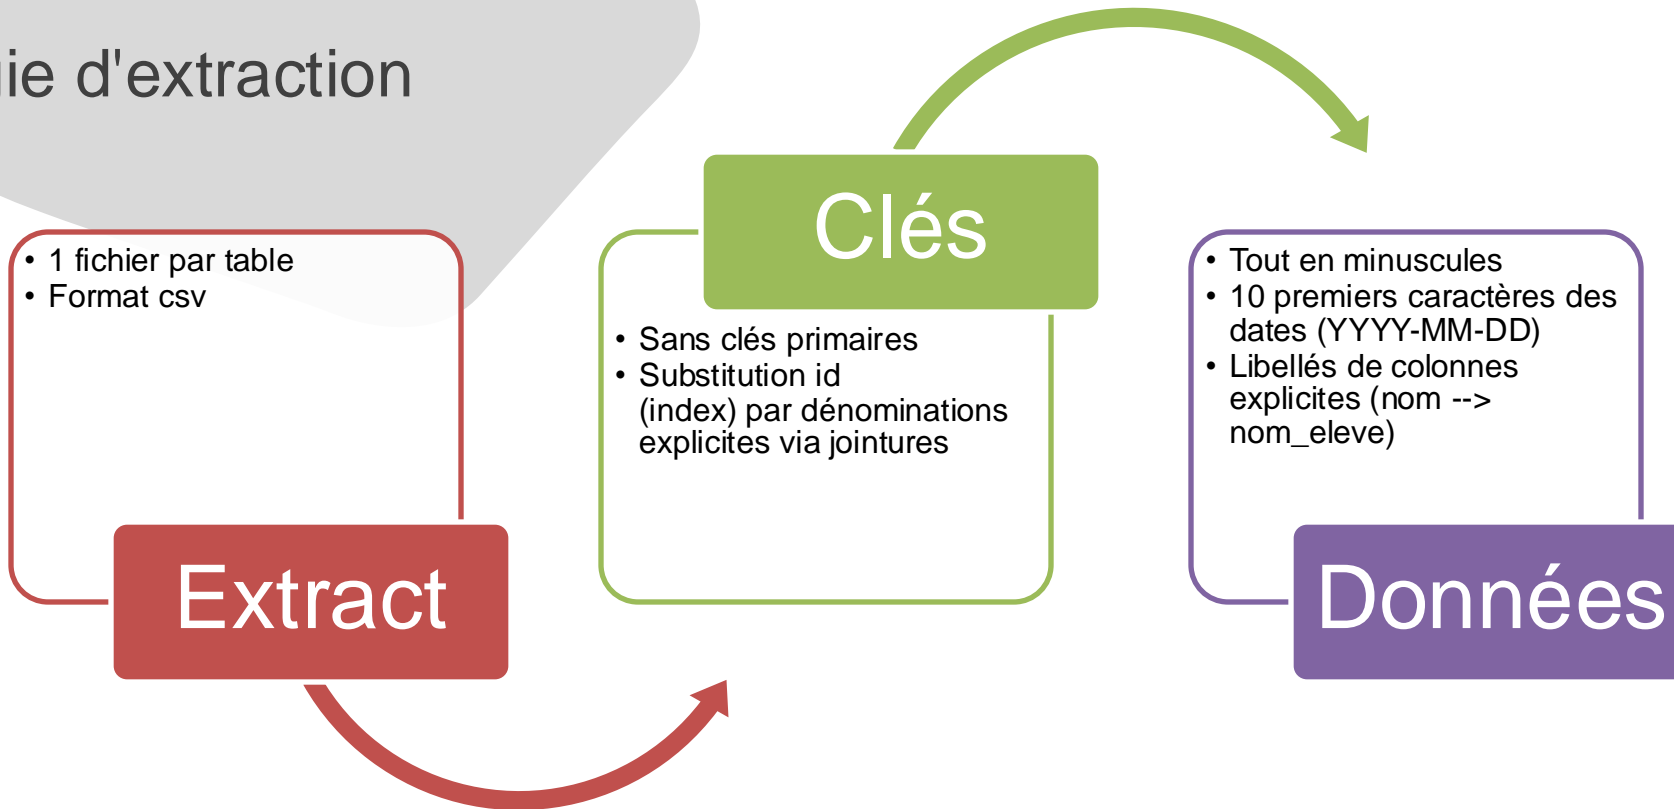 ie d'extraction
• 1 fichier par table
• Format csv
Extract
Clés
• Sans clés primaires
• Substitution id
(index) par dénominations
explicites via jointures
• Tout en minuscules
• 10 premiers caractères des
dates (YYYY-MM-DD)
• Libellés de colonnes
explicites (nom -->
nom_eleve)
Données